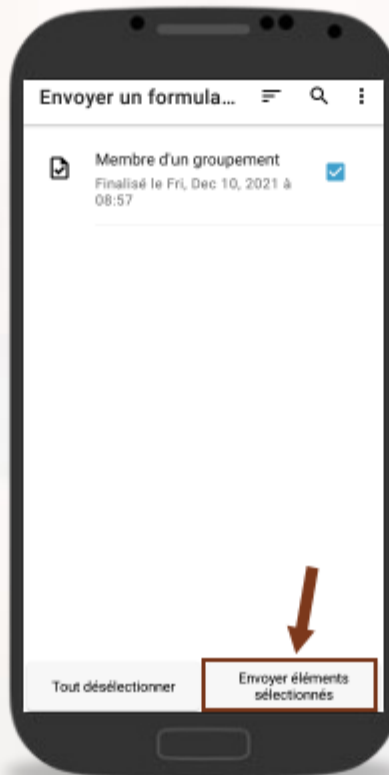 Envoyer un formula...
Membre d'un groupement
Finalisé le Fri, Dec 10, 2021 à
08:57
Tout désélectionner
Envoyer éléments
sélectionnés